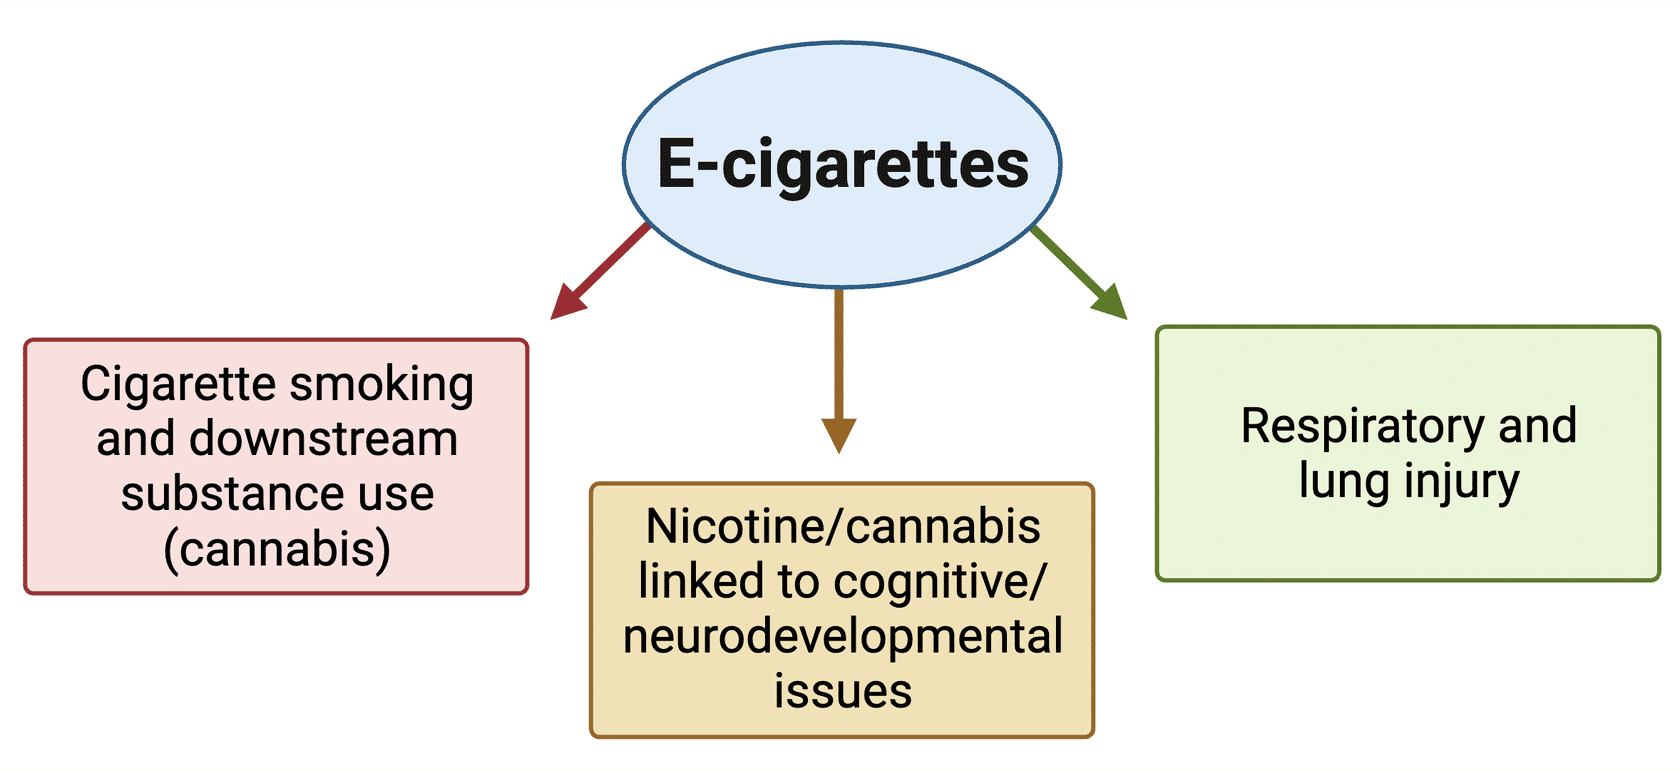 E-cigarettes
Cigarette smoking
and downstream
substance use
(cannabis)
Nicotine/cannabis
linked to cognitive/
neurodevelopmental
issues
Respiratory and
lung injury